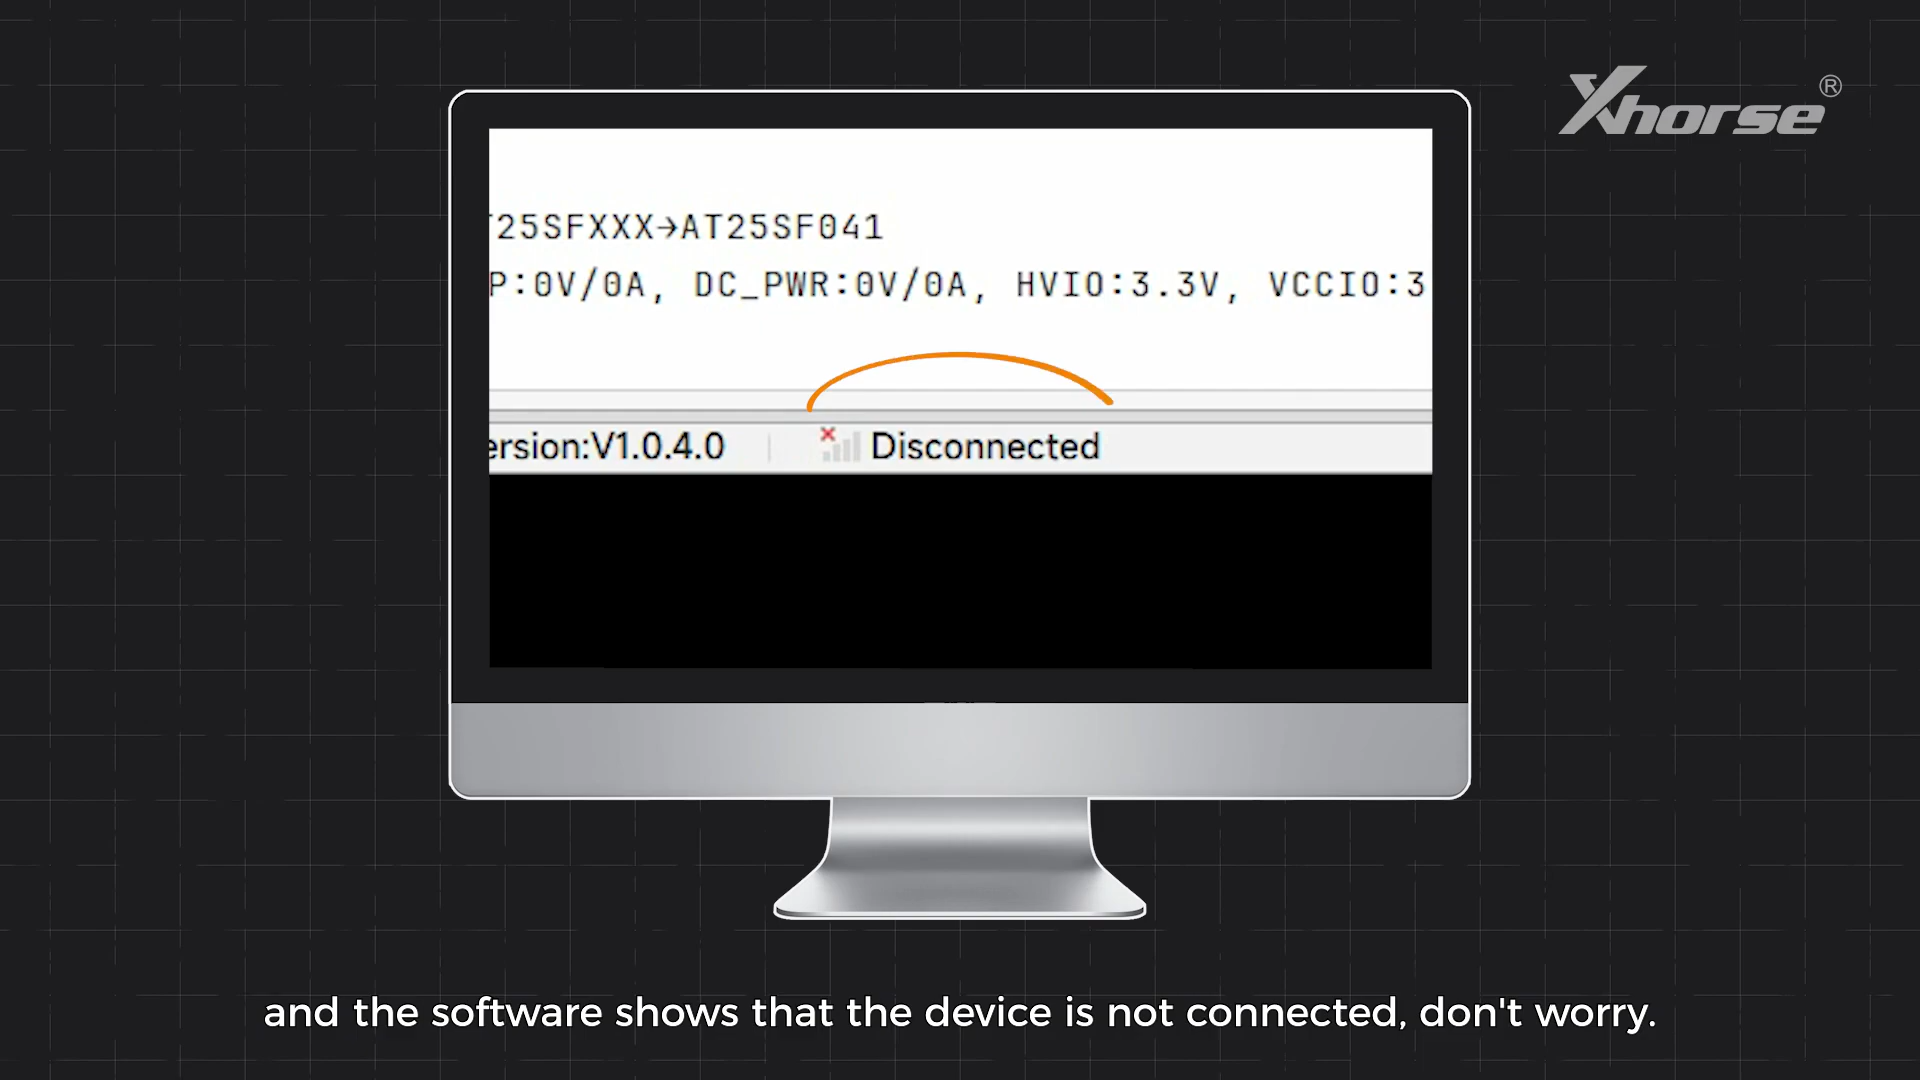 Xhorse®
T25SFXXX→AT25SF041
P:0V/0A, DC_PWR:0V/0A, HVIO:3.3V, VCCIO:3
ersion:V1.0.4.0
Disconnected
and the software shows that the device is not connected, don't worry.